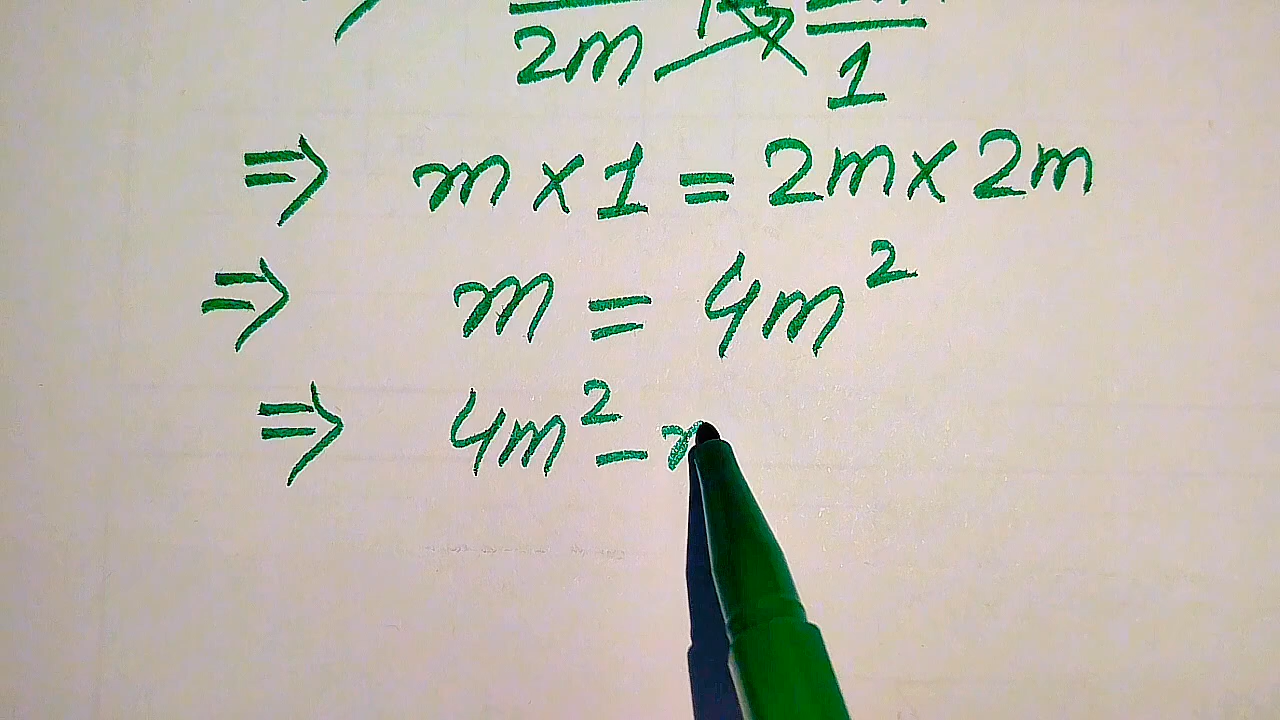 2m 1
=> m × 1 = 2m × 2m
=> m = 4m²
=> 4m² -